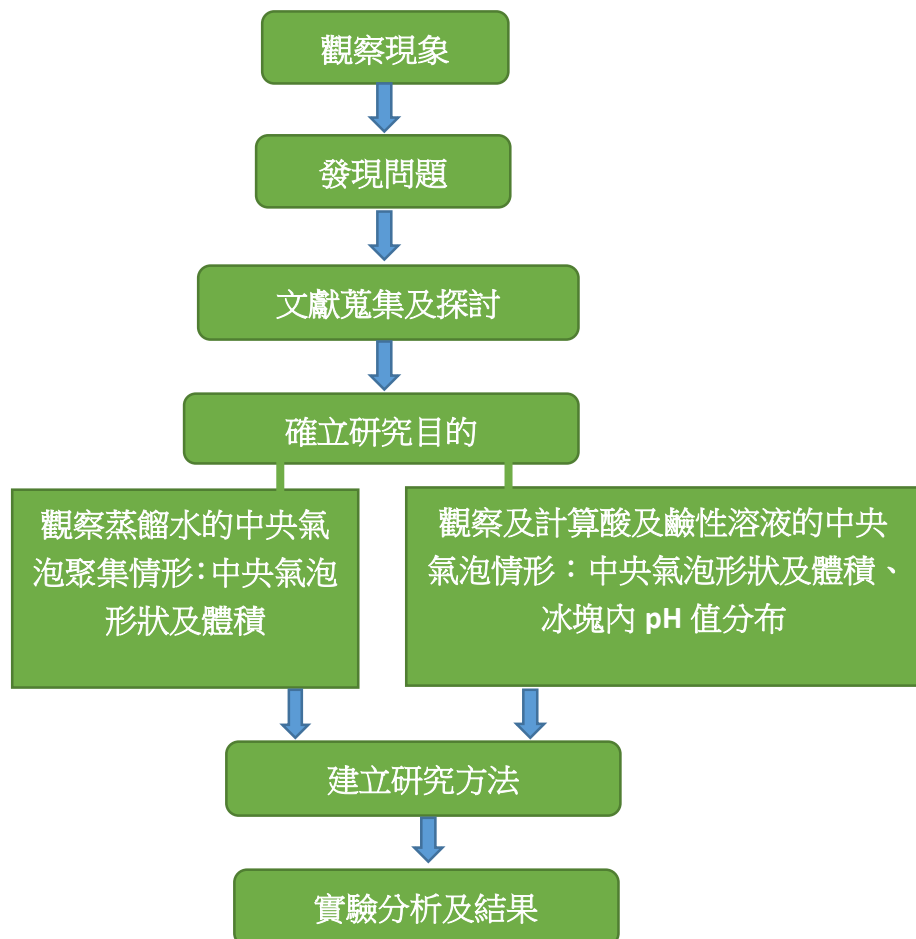 觀察現象
發現問題
文獻蒐集及探討
確立研究目的
觀察蒸餾水的中央氣
泡聚集情形:中央氣泡
形狀及體積
觀察及計算酸及鹼性溶液的中央
氣泡情形：中央氣泡形狀及體積、
冰塊內 pH 值分布
建立研究方法
實驗分析及結果